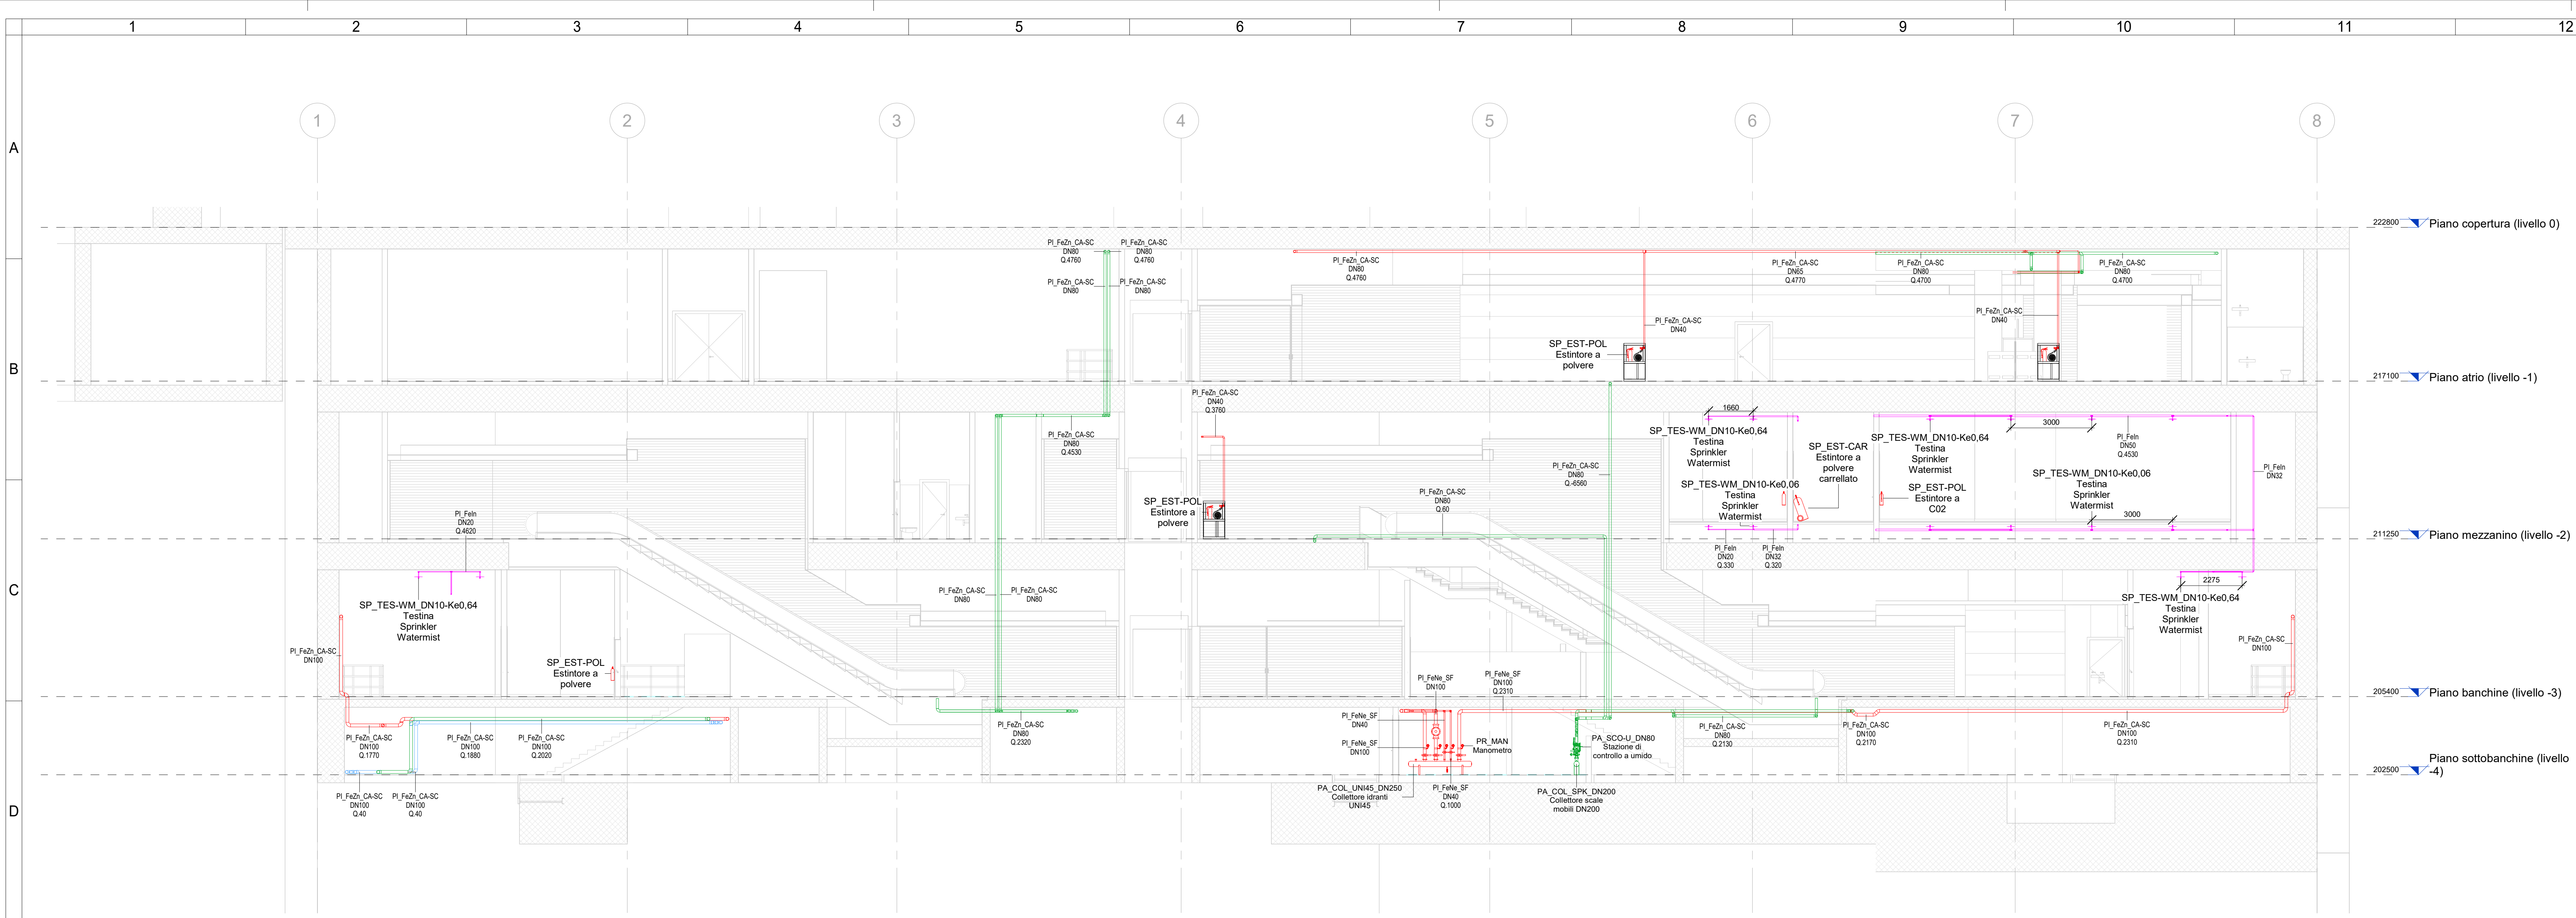 1 2 3 4 5 6 7 8 9 10 11 12
A
B
C
D
1 2 3 4 5 6 7 8
222800 Piano copertura (livello 0)
217100 Piano atrio (livello -1)
211250 Piano mezzanino (livello -2)
205400 Piano banchine (livello -3)
202500 Piano sottobanchine (livello
-4)
PI_FeZn_CA-SC
DN80
Q.4760
PI_FeZn_CA-SC
DN80
Q.4760
PI_FeZn_CA-SC
DN80
PI_FeZn_CA-SC
DN80
PI_FeZn_CA-SC
DN80
Q.4760
PI_FeZn_CA-SC
DN65
Q.4770
PI_FeZn_CA-SC
DN80
Q.4700
PI_FeZn_CA-SC
DN80
Q.4700
PI_FeZn_CA-SC
DN40
PI_FeZn_CA-SC
DN40
SP_EST-POL
Estintore a
polvere
PI_FeZn_CA-SC
DN80
Q.4530
PI_FeZn_CA-SC
DN40
Q.3760
SP_EST-POL
Estintore a
polvere
PI_FeZn_CA-SC
DN80
Q.60
PI_FeZn_CA-SC
DN80
Q.-6560
1660
SP_TES-WM_DN10-Ke0,64
Testina
Sprinkler
Watermist
SP_TES-WM_DN10-Ke0,06
Testina
Sprinkler
Watermist
SP_EST-CAR
Estintore a
polvere
carrellato
SP_TES-WM_DN10-Ke0,64
Testina
Sprinkler
Watermist
SP_EST-POL
Estintore a
C02
3000
PI_FeIn
DN50
Q.4530
SP_TES-WM_DN10-Ke0,06
Testina
Sprinkler
Watermist
3000
PI_FeIn
DN32
PI_FeIn
DN20
Q.330
PI_FeIn
DN32
Q.320
PI_FeIn
DN20
Q.4620
SP_TES-WM_DN10-Ke0,64
Testina
Sprinkler
Watermist
PI_FeZn_CA-SC
DN100
SP_EST-POL
Estintore a
polvere
PI_FeZn_CA-SC
DN80
PI_FeZn_CA-SC
DN80
2275
SP_TES-WM_DN10-Ke0,64
Testina
Sprinkler
Watermist
PI_FeZn_CA-SC
DN100
PI_FeZn_CA-SC
DN100
Q.1770
PI_FeZn_CA-SC
DN100
Q.1880
PI_FeZn_CA-SC
DN100
Q.2020
PI_FeZn_CA-SC
DN80
Q.2320
PI_FeZn_CA-SC
DN100
Q.40
PI_FeZn_CA-SC
DN100
Q.40
PI_FeNe_SF
DN100
PI_FeNe_SF
DN100
Q.2310
PI_FeNe_SF
DN40
PI_FeNe_SF
DN100
PR_MAN
Manometro
PA_SCO-U_DN80
Stazione di
controllo a umido
PI_FeZn_CA-SC
DN80
Q.2130
PI_FeZn_CA-SC
DN100
Q.2170
PI_FeZn_CA-SC
DN100
Q.2310
PA_COL_UNI45_DN250
Collettore idranti
UNI45
PI_FeNe_SF
DN40
Q.1000
PA_COL_SPK_DN200
Collettore scale
mobili DN200